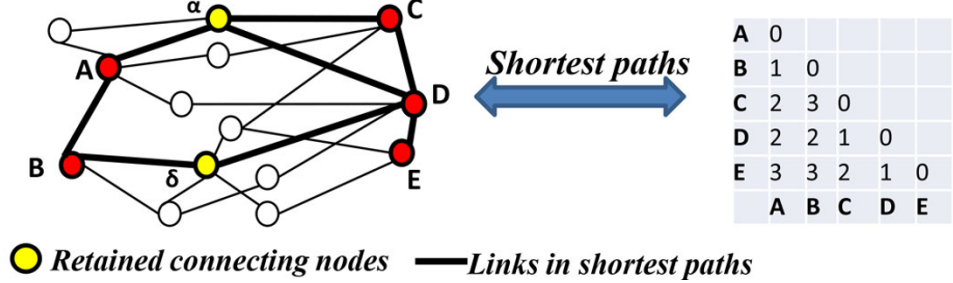 α
C
A
D
B
δ
E
Shortest paths
A 0
B 1 0
C 2 3 0
D 2 2 1 0
E 3 3 2 1 0
A B C D E
Retained connecting nodes
Links in shortest paths